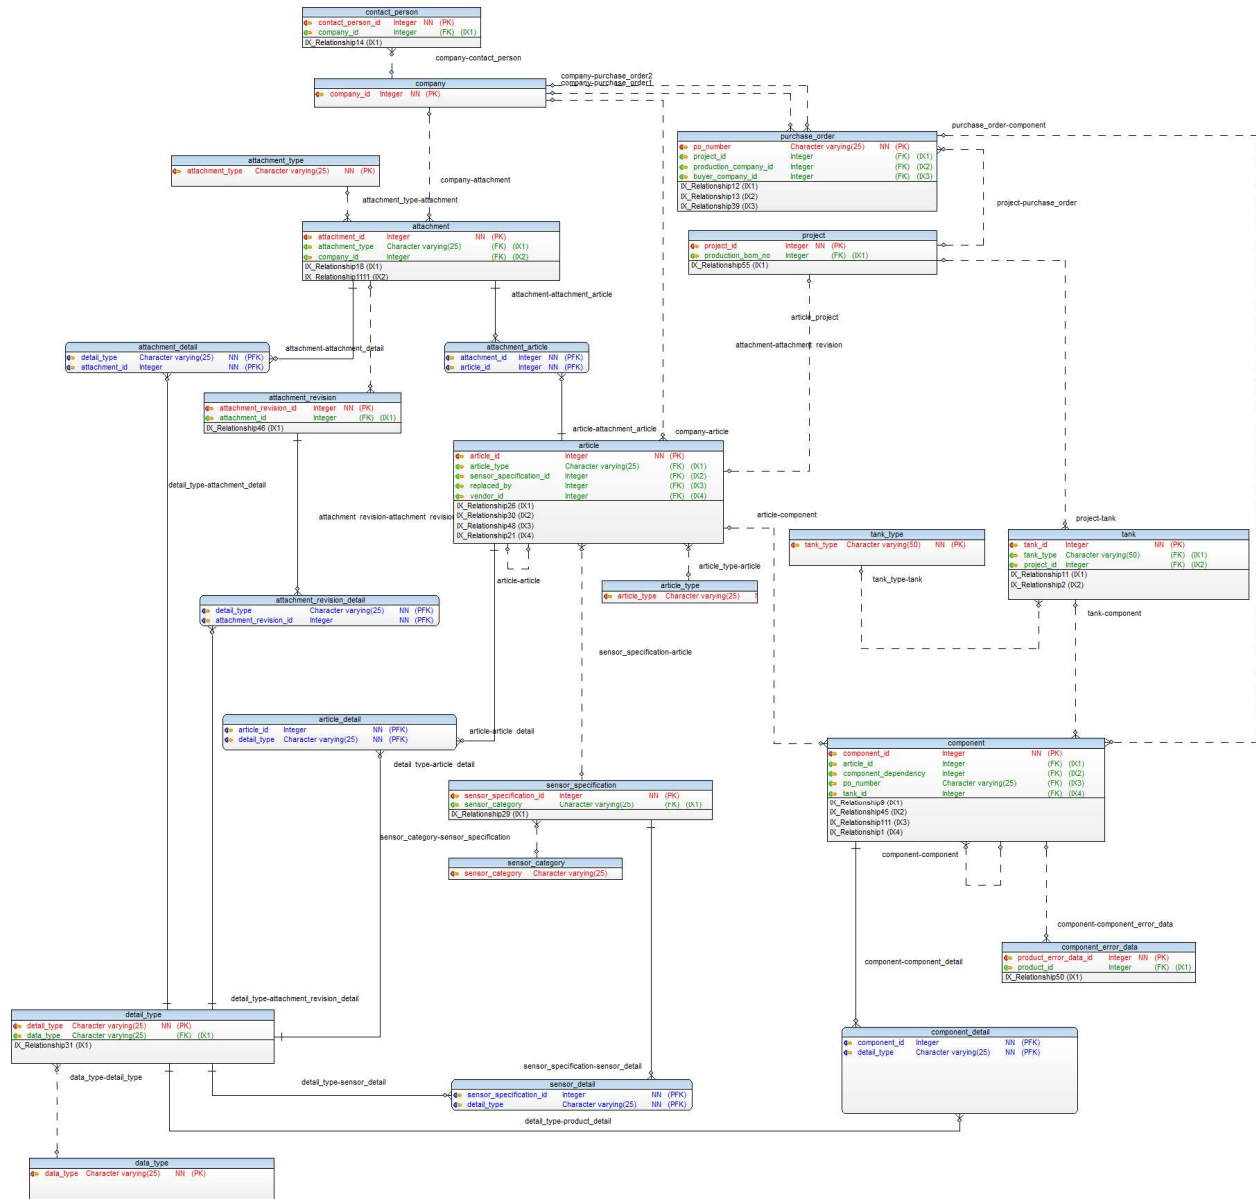 contact_person
contact_person_id Integer NN (PK)
company_id Integer (FK) (IX1)
IX_Relationship14 (IX1)
company-contact_person
company
company_id Integer NN (PK)
company-purchase_order2
company-purchase_order1
purchase_order
po_number Character varying(25) NN (PK)
project_id Integer (FK) (IX1)
production_company_id Integer (FK) (IX2)
buyer_company_id Integer (FK) (IX3)
IX_Relationship12 (IX1)
IX_Relationship13 (IX2)
IX_Relationship39 (IX3)
purchase_order-component
project-purchase_order
attachment_type
attachment_type Character varying(25) NN (PK)
company-attachment
attachment_type-attachment
attachment
attachment_id Integer NN (PK)
attachment_type Character varying(25) (FK) (IX1)
company_id Integer (FK) (IX2)
IX_Relationship18 (IX1)
IX_Relationship1111 (IX2)
project
project_id Integer NN (PK)
production_bom_no Integer (FK) (IX1)
IX_Relationship55 (IX1)
attachment-attachment_article
article_project
attachment-attachment_detail
attachment-attachment revision
attachment_detail
detail_type Character varying(25) NN (PFK)
attachment_id Integer NN (PFK)
attachment_article
attachment_id Integer NN (PFK)
article_id Integer NN (PFK)
attachment_revision
attachment_revision_id Integer NN (PK)
attachment_id Integer (FK) (IX1)
IX_Relationship46 (IX1)
article-attachment_article
company-article
article
article_id Integer NN (PK)
article_type Character varying(25) (FK) (IX1)
sensor_specification_id Integer (FK) (IX2)
replaced_by Integer (FK) (IX3)
vendor_id Integer (FK) (IX4)
IX_Relationship26 (IX1)
IX_Relationship30 (IX2)
IX_Relationship48 (IX3)
IX_Relationship21 (IX4)
detail_type-attachment_detail
attachment revision-attachment revisio
article-component
project-tank
tank_type
tank_type Character varying(50) NN (PK)
tank
tank_id Integer NN (PK)
tank_type Character varying(50) (FK) (IX1)
project_id Integer (FK) (IX2)
IX_Relationship11 (IX1)
IX_Relationship2 (IX2)
article_type-article
article-article
tank_type-tank
article_type
article_type Character varying(25)
tank-component
attachment_revision_detail
detail_type Character varying(25) NN (PFK)
attachment_revision_id Integer NN (PFK)
sensor_specification-article
article_detail
article_id Integer NN (PFK)
detail_type Character varying(25) NN (PFK)
article-article detail
detail type-article detail
component
component_id Integer NN (PK)
article_id Integer (FK) (IX1)
component_dependency Integer (FK) (IX2)
po_number Character varying(25) (FK) (IX3)
tank_id Integer (FK) (IX4)
IX_Relationship9 (IX1)
IX_Relationship45 (IX2)
IX_Relationship111 (IX3)
IX_Relationship1 (IX4)
sensor_specification
sensor_specification_id Integer NN (PK)
sensor_category Character varying(25) (FK) (IX1)
IX_Relationship29 (IX1)
sensor_category-sensor_specification
sensor_category
sensor_category Character varying(25)
component-component
component-component_error_data
component_error_data
product_error_data_id Integer NN (PK)
product_id Integer (FK) (IX1)
IX_Relationship50 (IX1)
component-component_detail
detail_type-attachment_revision_detail
detail_type
detail_type Character varying(25) NN (PK)
data_type Character varying(25) (FK) (IX1)
IX_Relationship31 (IX1)
component_detail
component_id Integer NN (PFK)
detail_type Character varying(25) NN (PFK)
data_type-detail_type
detail_type-sensor_detail
sensor_specification-sensor_detail
sensor_detail
sensor_specification_id Integer NN (PFK)
detail_type Character varying(25) NN (PFK)
detail_type-product_detail
data_type
data_type Character varying(25) NN (PK)